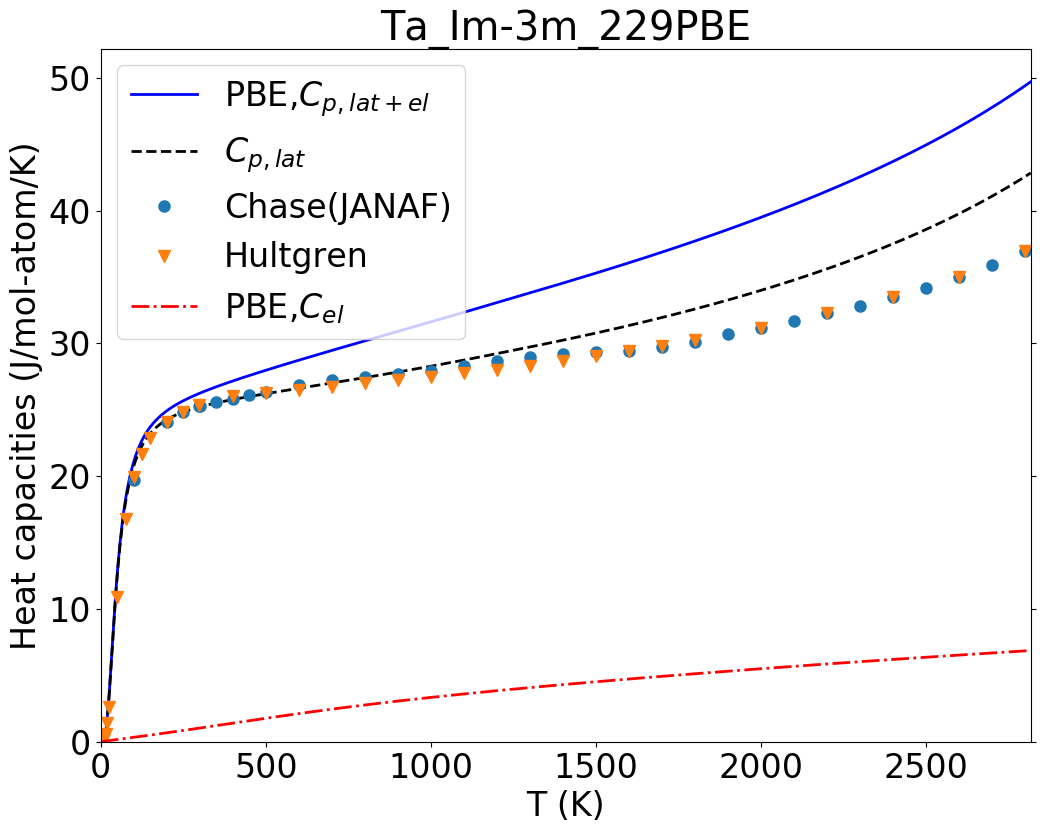 Ta_Im-3m_229PBE
50
40
30
20
10
0
Heat capacities (J/mol-atom/K)
PBE,C_{p, lat+el}
C_{p, lat}
Chase(JANAF)
Hultgren
PBE,C_{el}
0 500 1000 1500 2000 2500
T (K)